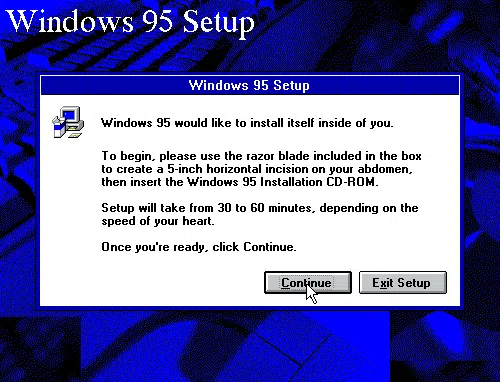 Windows 95 Setup
Windows 95 Setup
Windows 95 would like to install itself inside of you.
To begin, please use the razor blade included in the box
to create a 5-inch horizontal incision on your abdomen,
then insert the Windows 95 Installation CD-ROM.
Setup will take from 30 to 60 minutes, depending on the
speed of your heart.
Once you're ready, click Continue.
Continue Exit Setup